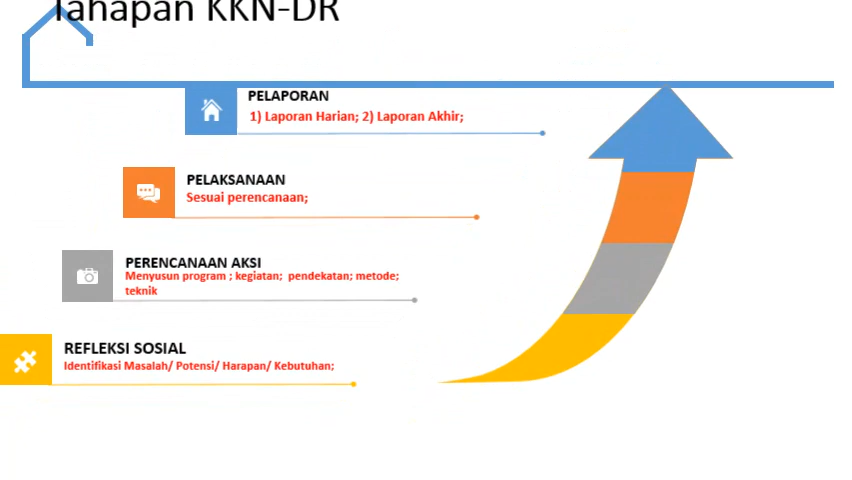 Tahapan KKN-DR
PELAPORAN
1) Laporan Harian; 2) Laporan Akhir;
PELAKSANAAN
Sesuai perencanaan;
PERENCANAAN AKSI
Menyusun program ; kegiatan; pendekatan; metode;
teknik
REFLEKSI SOSIAL
Identifikasi Masalah/ Potensi/ Harapan/ Kebutuhan;